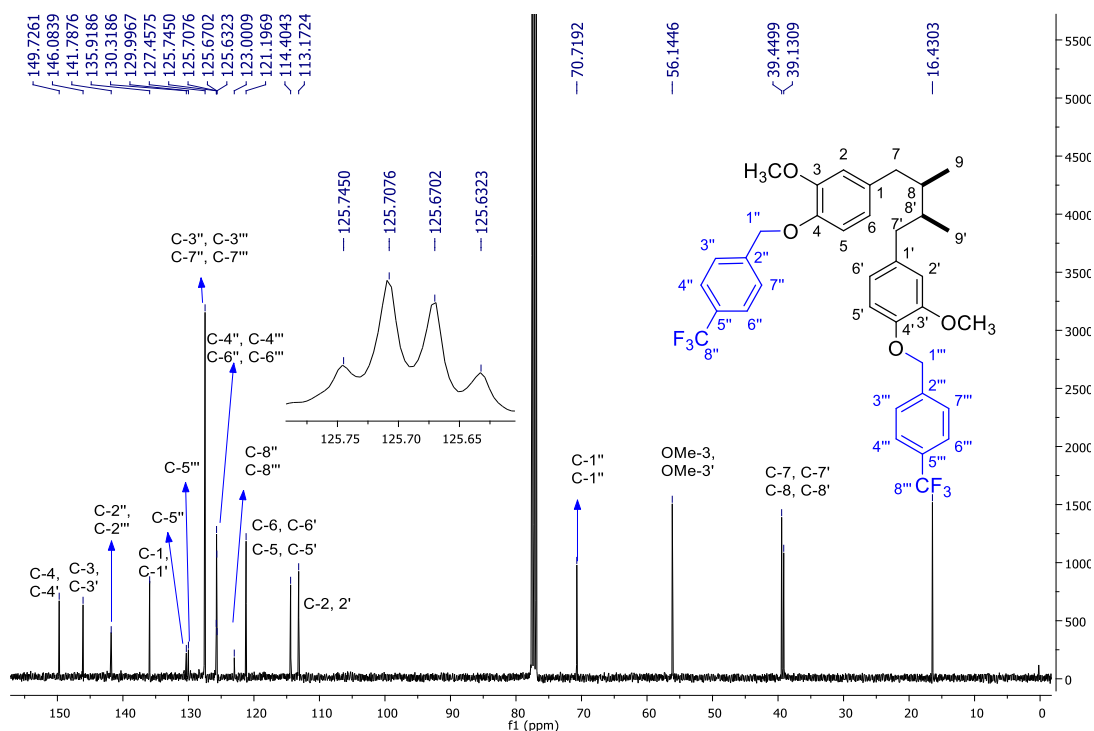 149.7261
146.0839
141.7876
135.9186
130.3186
129.9967
127.4575
125.7450
125.7076
125.6702
125.6323
123.0009
121.1969
114.4043
113.1724
70.7192
56.1446
39.4499
39.1309
16.4303
5500
5000
4500
4000
3500
3000
2500
2000
1500
1000
500
0
125.7450
125.7076
125.6702
125.6323
125.75
125.70
125.65
C-3'', C-3'''
C-7'', C-7'''
C-4'', C-4'''
C-6'', C-6'''
C-8''
C-8'''
C-5'''
C-5''
C-2'',
C-2'''
C-1,
C-1'
C-4,
C-4'
C-3,
C-3'
C-6, C-6'
C-5, C-5'
C-2, 2'
C-1''
C-1''
OMe-3,
OMe-3'
C-7, C-7'
C-8, C-8'
H₃CO
3
2
7
9
1
8
4
5
6
8'
O
1''
7'
9'
3''
2''
1'
4''
7''
6'
2'
5''
6''
5'
3'
OCH₃
F₃C
8''
4'
O
1'''
2'''
3'''
7'''
4'''
6'''
5'''
8'''
CF₃
150
140
130
120
110
100
90
80
70
60
50
40
30
20
10
0
f1 (ppm)